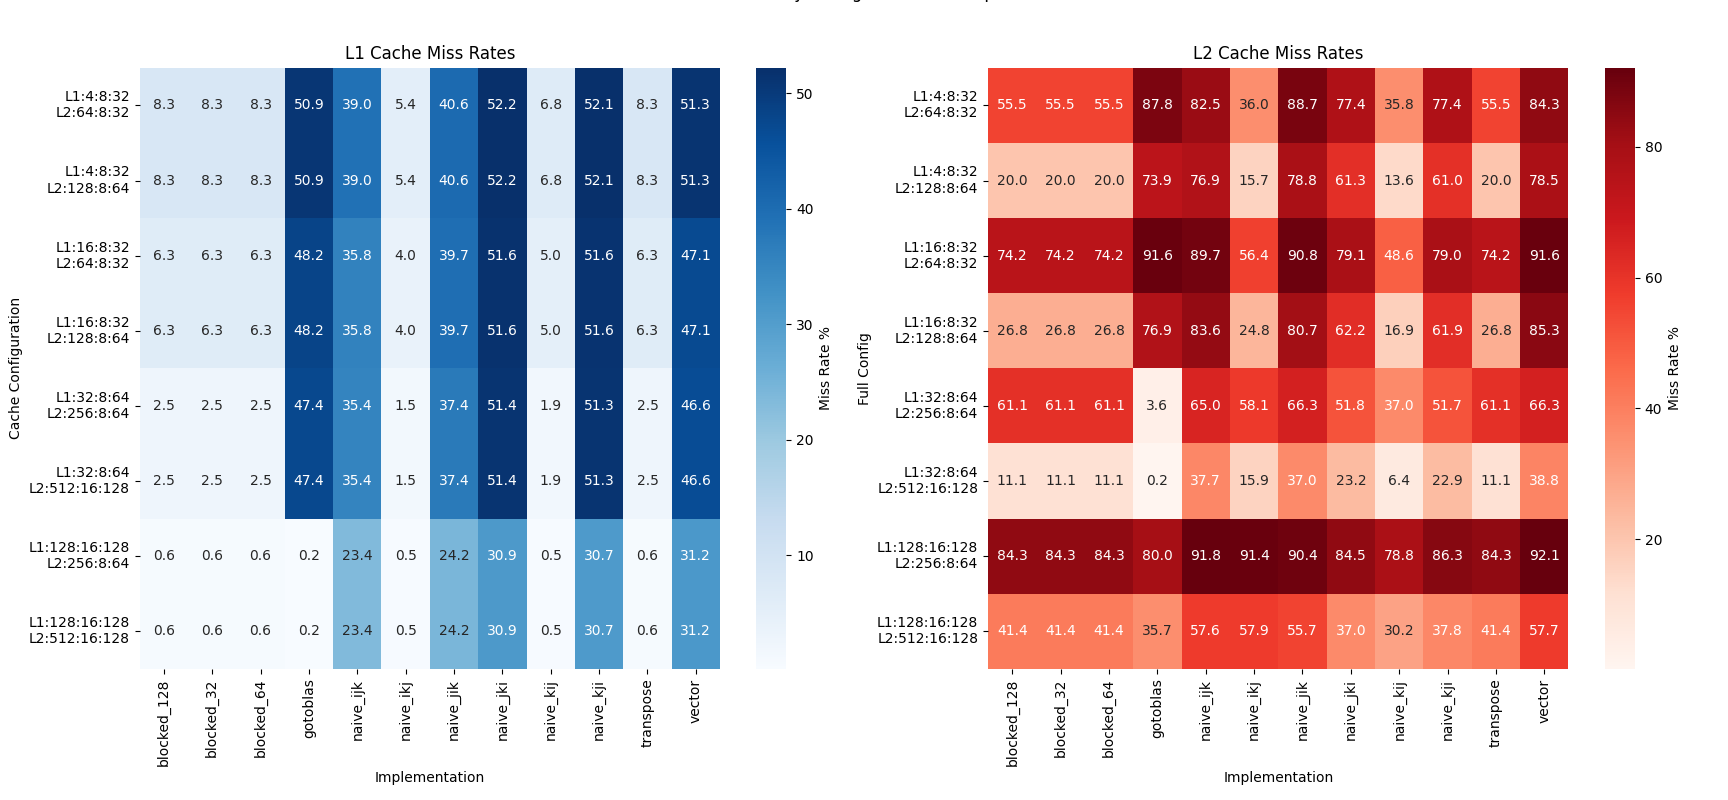 L1 Cache Miss Rates
L1:4:8:32
L2:64:8:32
8.3 8.3 8.3 50.9 39.0 5.4 40.6 52.2 6.8 52.1 8.3 51.3
L1:4:8:32
L2:128:8:64
8.3 8.3 8.3 50.9 39.0 5.4 40.6 52.2 6.8 52.1 8.3 51.3
L1:16:8:32
L2:64:8:32
6.3 6.3 6.3 48.2 35.8 4.0 39.7 51.6 5.0 51.6 6.3 47.1
L1:16:8:32
L2:128:8:64
6.3 6.3 6.3 48.2 35.8 4.0 39.7 51.6 5.0 51.6 6.3 47.1
L1:32:8:64
L2:256:8:64
2.5 2.5 2.5 47.4 35.4 1.5 37.4 51.4 1.9 51.3 2.5 46.6
L1:32:8:64
L2:512:16:128
2.5 2.5 2.5 47.4 35.4 1.5 37.4 51.4 1.9 51.3 2.5 46.6
L1:128:16:128
L2:256:8:64
0.6 0.6 0.6 0.2 23.4 0.5 24.2 30.9 0.5 30.7 0.6 31.2
L1:128:16:128
L2:512:16:128
0.6 0.6 0.6 0.2 23.4 0.5 24.2 30.9 0.5 30.7 0.6 31.2
Cache Configuration
blocked_128
blocked_32
blocked_64
gotoblas
naive_ijk
naive_ikj
naive_jik
naive_jki
naive_kij
naive_kji
transpose
vector
Implementation
50
40
30
20
10
Miss Rate %
L2 Cache Miss Rates
L1:4:8:32
L2:64:8:32
55.5 55.5 55.5 87.8 82.5 36.0 88.7 77.4 35.8 77.4 55.5 84.3
L1:4:8:32
L2:128:8:64
20.0 20.0 20.0 73.9 76.9 15.7 78.8 61.3 13.6 61.0 20.0 78.5
L1:16:8:32
L2:64:8:32
74.2 74.2 74.2 91.6 89.7 56.4 90.8 79.1 48.6 79.0 74.2 91.6
L1:16:8:32
L2:128:8:64
26.8 26.8 26.8 76.9 83.6 24.8 80.7 62.2 16.9 61.9 26.8 85.3
L1:32:8:64
L2:256:8:64
61.1 61.1 61.1 3.6 65.0 58.1 66.3 51.8 37.0 51.7 61.1 66.3
L1:32:8:64
L2:512:16:128
11.1 11.1 11.1 0.2 37.7 15.9 37.0 23.2 6.4 22.9 11.1 38.8
L1:128:16:128
L2:256:8:64
84.3 84.3 84.3 80.0 91.8 91.4 90.4 84.5 78.8 86.3 84.3 92.1
L1:128:16:128
L2:512:16:128
41.4 41.4 41.4 35.7 57.6 57.9 55.7 37.0 30.2 37.8 41.4 57.7
Full Config
blocked_128
blocked_32
blocked_64
gotoblas
naive_ijk
naive_ikj
naive_jik
naive_jki
naive_kij
naive_kji
transpose
vector
Implementation
80
60
40
20
Miss Rate %